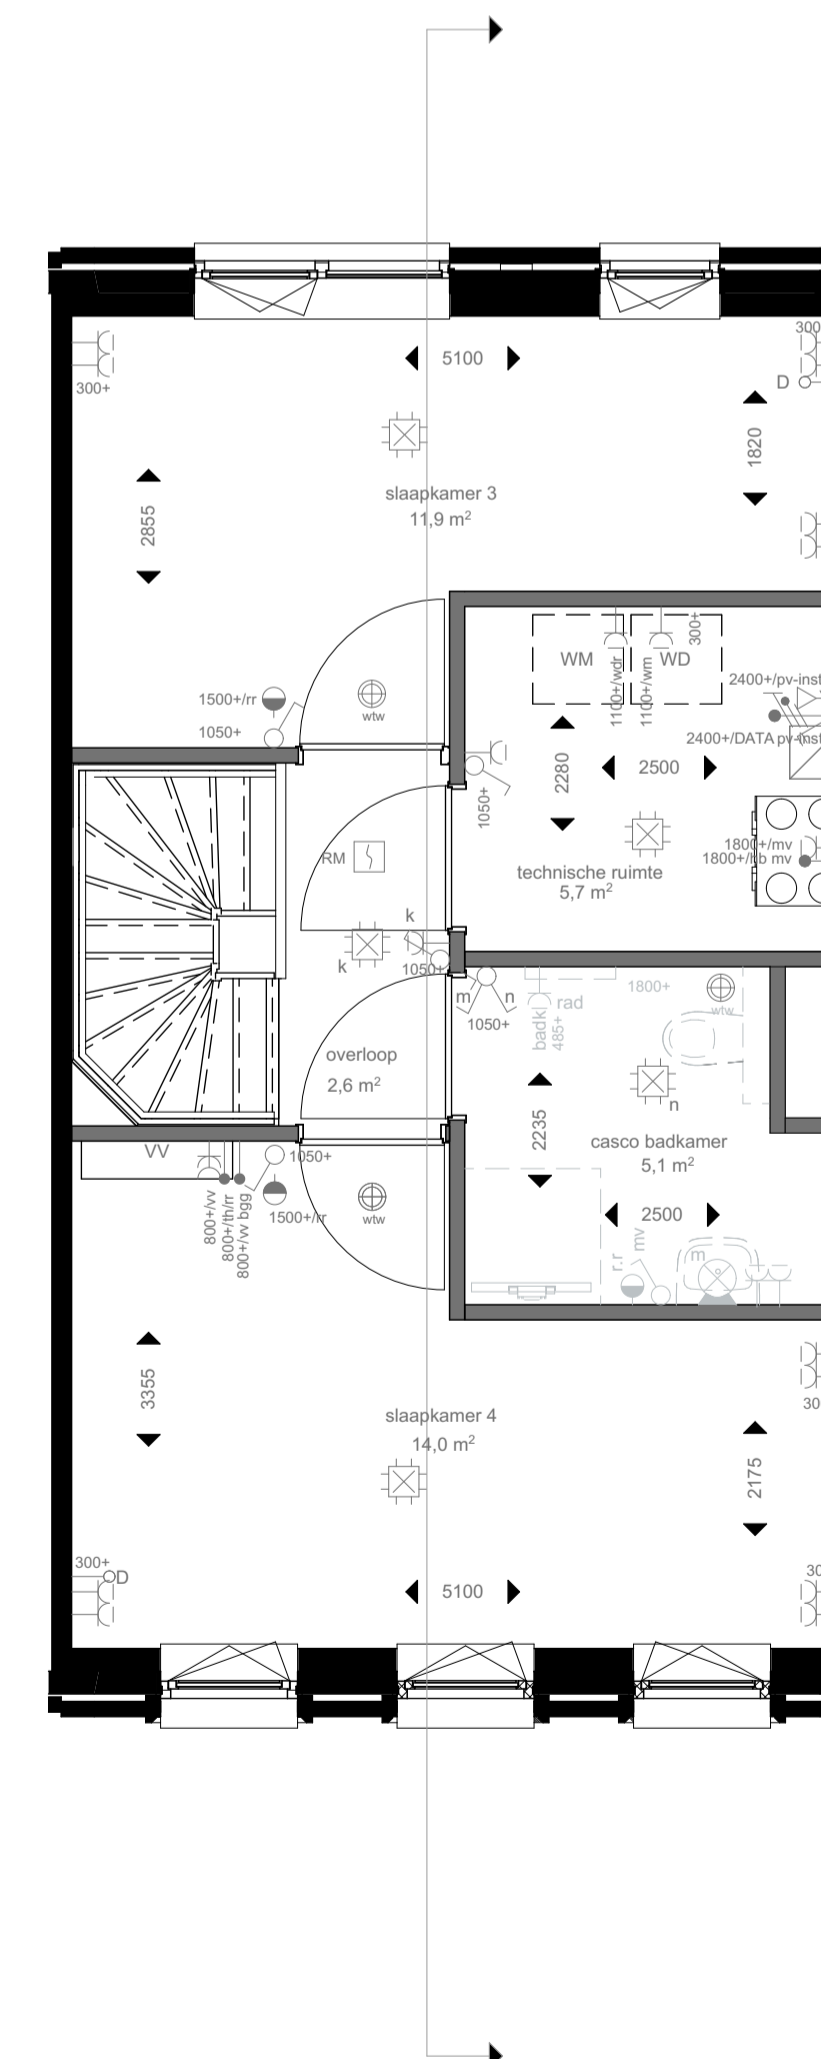 5100
300
300+
D
1820
slaapkamer 3
11,9 m²
2855
WM
WD
300+
1100+/wdr
1100+/wm
2400+/pv-inst
1500+/rr
wtw
1050+
2400+/DATA pv-inst
2280
2500
1050+
RM
1800+/mv
1800+/hb mv
technische ruimte
5,7 m²
k
k
1050+
m
n
1050+
badk
rad
485+
1800+
wtw
overloop
2,6 m²
n
2235
casco badkamer
5,1 m²
VV
1050+
800+/vv
800+/th/rr
800+/vv bgg
1500+/rr
wtw
2500
r.r
mv
m
3355
30
slaapkamer 4
14,0 m²
2175
300+
D
30
5100